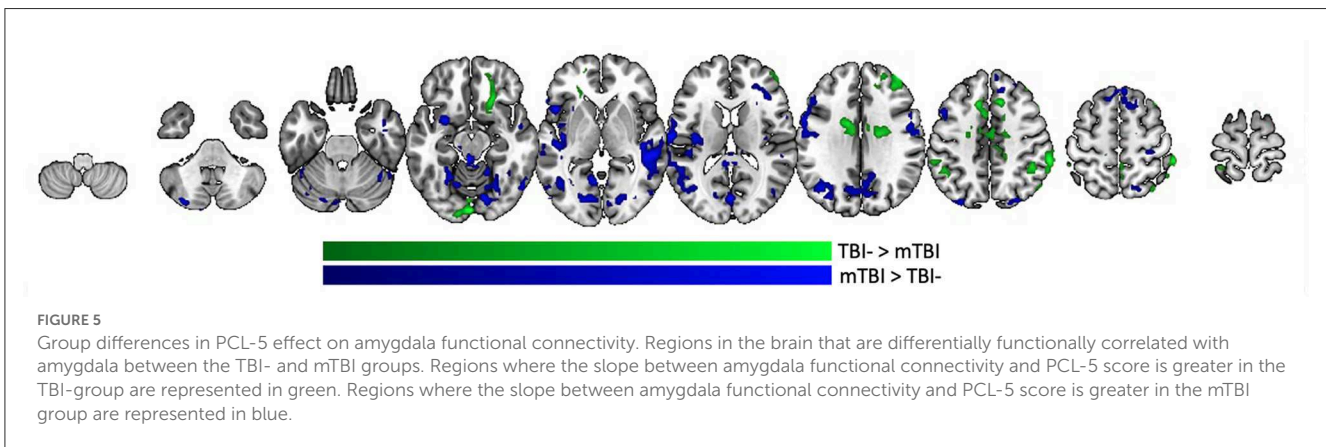 TBI- > mTBI
mTBI > TBI-
FIGURE 5
Group differences in PCL-5 effect on amygdala functional connectivity. Regions in the brain that are differentially functionally correlated with
amygdala between the TBI- and mTBI groups. Regions where the slope between amygdala functional connectivity and PCL-5 score is greater in the
TBI-group are represented in green. Regions where the slope between amygdala functional connectivity and PCL-5 score is greater in the mTBI
group are represented in blue.